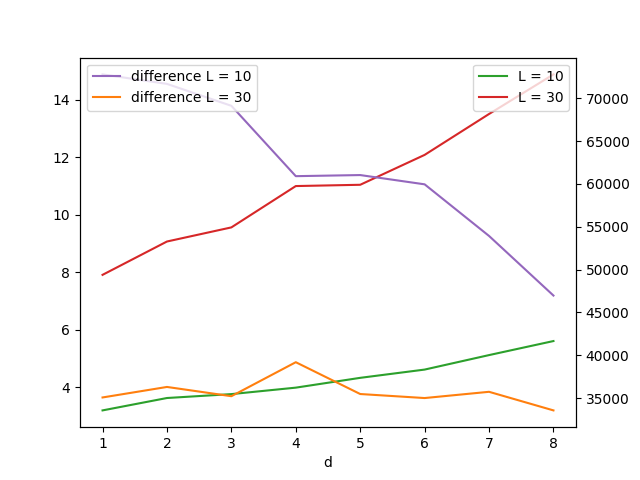 difference L = 10
difference L = 30
L = 10
L = 30
14
12
10
8
6
4
70000
65000
60000
55000
50000
45000
40000
35000
1 2 3 4 5 6 7 8
d